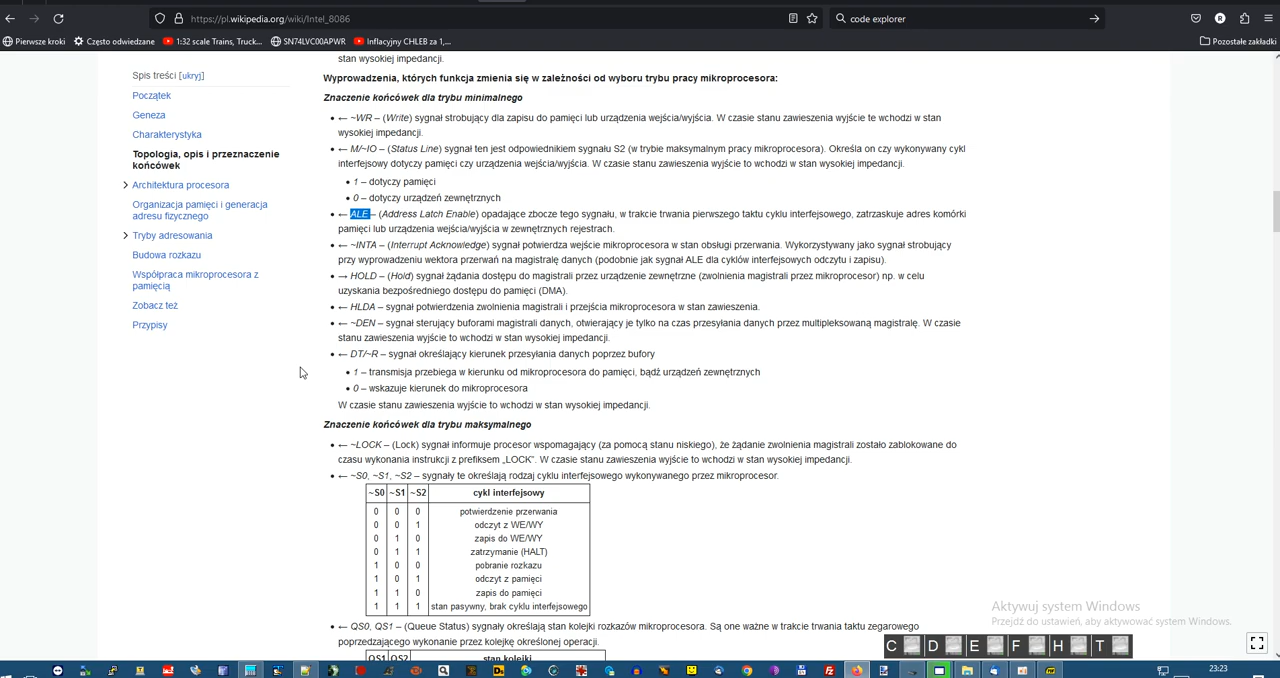 https://pl.wikipedia.org/wiki/Intel_8086
code explorer
Pierwsze kroki
Często odwiedzane
1:32 scale Trains, Truck...
SN74LVC00APWR
Inflacyjny CHLEB za 1,...
Pozostałe zakładki
stan wysokiej impedancji.
Spis treści [ukryj]
Początek
Geneza
Charakterystyka
Topologia, opis i przeznaczenie
końcówek
Architektura procesora
Organizacja pamięci i generacja
adresu fizycznego
Tryby adresowania
Budowa rozkazu
Współpraca mikroprocesora z
pamięcią
Zobacz też
Przypisy
Wyprowadzenia, których funkcja zmienia się w zależności od wyboru trybu pracy mikroprocesora:
Znaczenie końcówek dla trybu minimalnego
• ← ~WR – (Write) sygnał strobujący dla zapisu do pamięci lub urządzenia wejścia/wyjścia. W czasie stanu zawieszenia wyjście te wchodzi w stan
wysokiej impedancji.
• ← M/~IO – (Status Line) sygnał ten jest odpowiednikiem sygnału S2 (w trybie maksymalnym pracy mikroprocesora). Określa on czy wykonywany cykl
interfejsowy dotyczy pamięci czy urządzenia wejścia/wyjścia. W czasie stanu zawieszenia wyjście to wchodzi w stan wysokiej impedancji.
• 1 – dotyczy pamięci
• 0 – dotyczy urządzeń zewnętrznych
• ← ALE – (Address Latch Enable) opadające zbocze tego sygnału, w trakcie trwania pierwszego taktu cyklu interfejsowego, zatrzaskuje adres komórki
pamięci lub urządzenia wejścia/wyjścia w zewnętrznych rejestrach.
• ← ~INTA – (Interrupt Acknowledge) sygnał potwierdza wejście mikroprocesora w stan obsługi przerwania. Wykorzystywany jako sygnał strobujący
przy wyprowadzeniu wektora przerwań na magistralę danych (podobnie jak sygnał ALE dla cyklów interfejsowych odczytu i zapisu).
• → HOLD – (Hold) sygnał żądania dostępu do magistrali przez urządzenie zewnętrzne (zwolnienia magistrali przez mikroprocesor) np. w celu
uzyskania bezpośredniego dostępu do pamięci (DMA).
• ← HLDA – sygnał potwierdzenia zwolnienia magistrali i przejścia mikroprocesora w stan zawieszenia.
• ← ~DEN – sygnał sterujący buforami magistrali danych, otwierający je tylko na czas przesyłania danych przez multipleksowaną magistralę. W czasie
stanu zawieszenia wyjście to wchodzi w stan wysokiej impedancji.
• ← DT/~R – sygnał określający kierunek przesyłania danych poprzez bufory
• 1 – transmisja przebiega w kierunku od mikroprocesora do pamięci, bądź urządzeń zewnętrznych
• 0 – wskazuje kierunek do mikroprocesora
W czasie stanu zawieszenia wyjście to wchodzi w stan wysokiej impedancji.
Znaczenie końcówek dla trybu maksymalnego
• ← ~LOCK – (Lock) sygnał informuje procesor wspomagający (za pomocą stanu niskiego), że żądanie zwolnienia magistrali zostało zablokowane do
czasu wykonania instrukcji z prefiksem „LOCK”. W czasie stanu zawieszenia wyjście to wchodzi w stan wysokiej impedancji.
• ← ~S0, ~S1, ~S2 – sygnały te określają rodzaj cyklu interfejsowego wykonywanego przez mikroprocesor.
~S0 ~S1 ~S2 cykl interfejsowy
0 0 0 potwierdzenie przerwania
0 0 1 odczyt z WE/WY
0 1 0 zapis do WE/WY
0 1 1 zatrzymanie (HALT)
1 0 0 pobranie rozkazu
1 0 1 odczyt z pamięci
1 1 0 zapis do pamięci
1 1 1 stan pasywny, brak cyklu interfejsowego
• ← QS0, QS1 – (Queue Status) sygnały określają stan kolejki rozkazów mikroprocesora. Są one ważne w trakcie trwania taktu zegarowego
poprzedzającego wykonanie przez kolejkę określonej operacji.
QS1 QS2 stan kolejki
Aktywuj system Windows
Przejdź do ustawień, aby aktywować system Windows.
C D E F H T
23:23